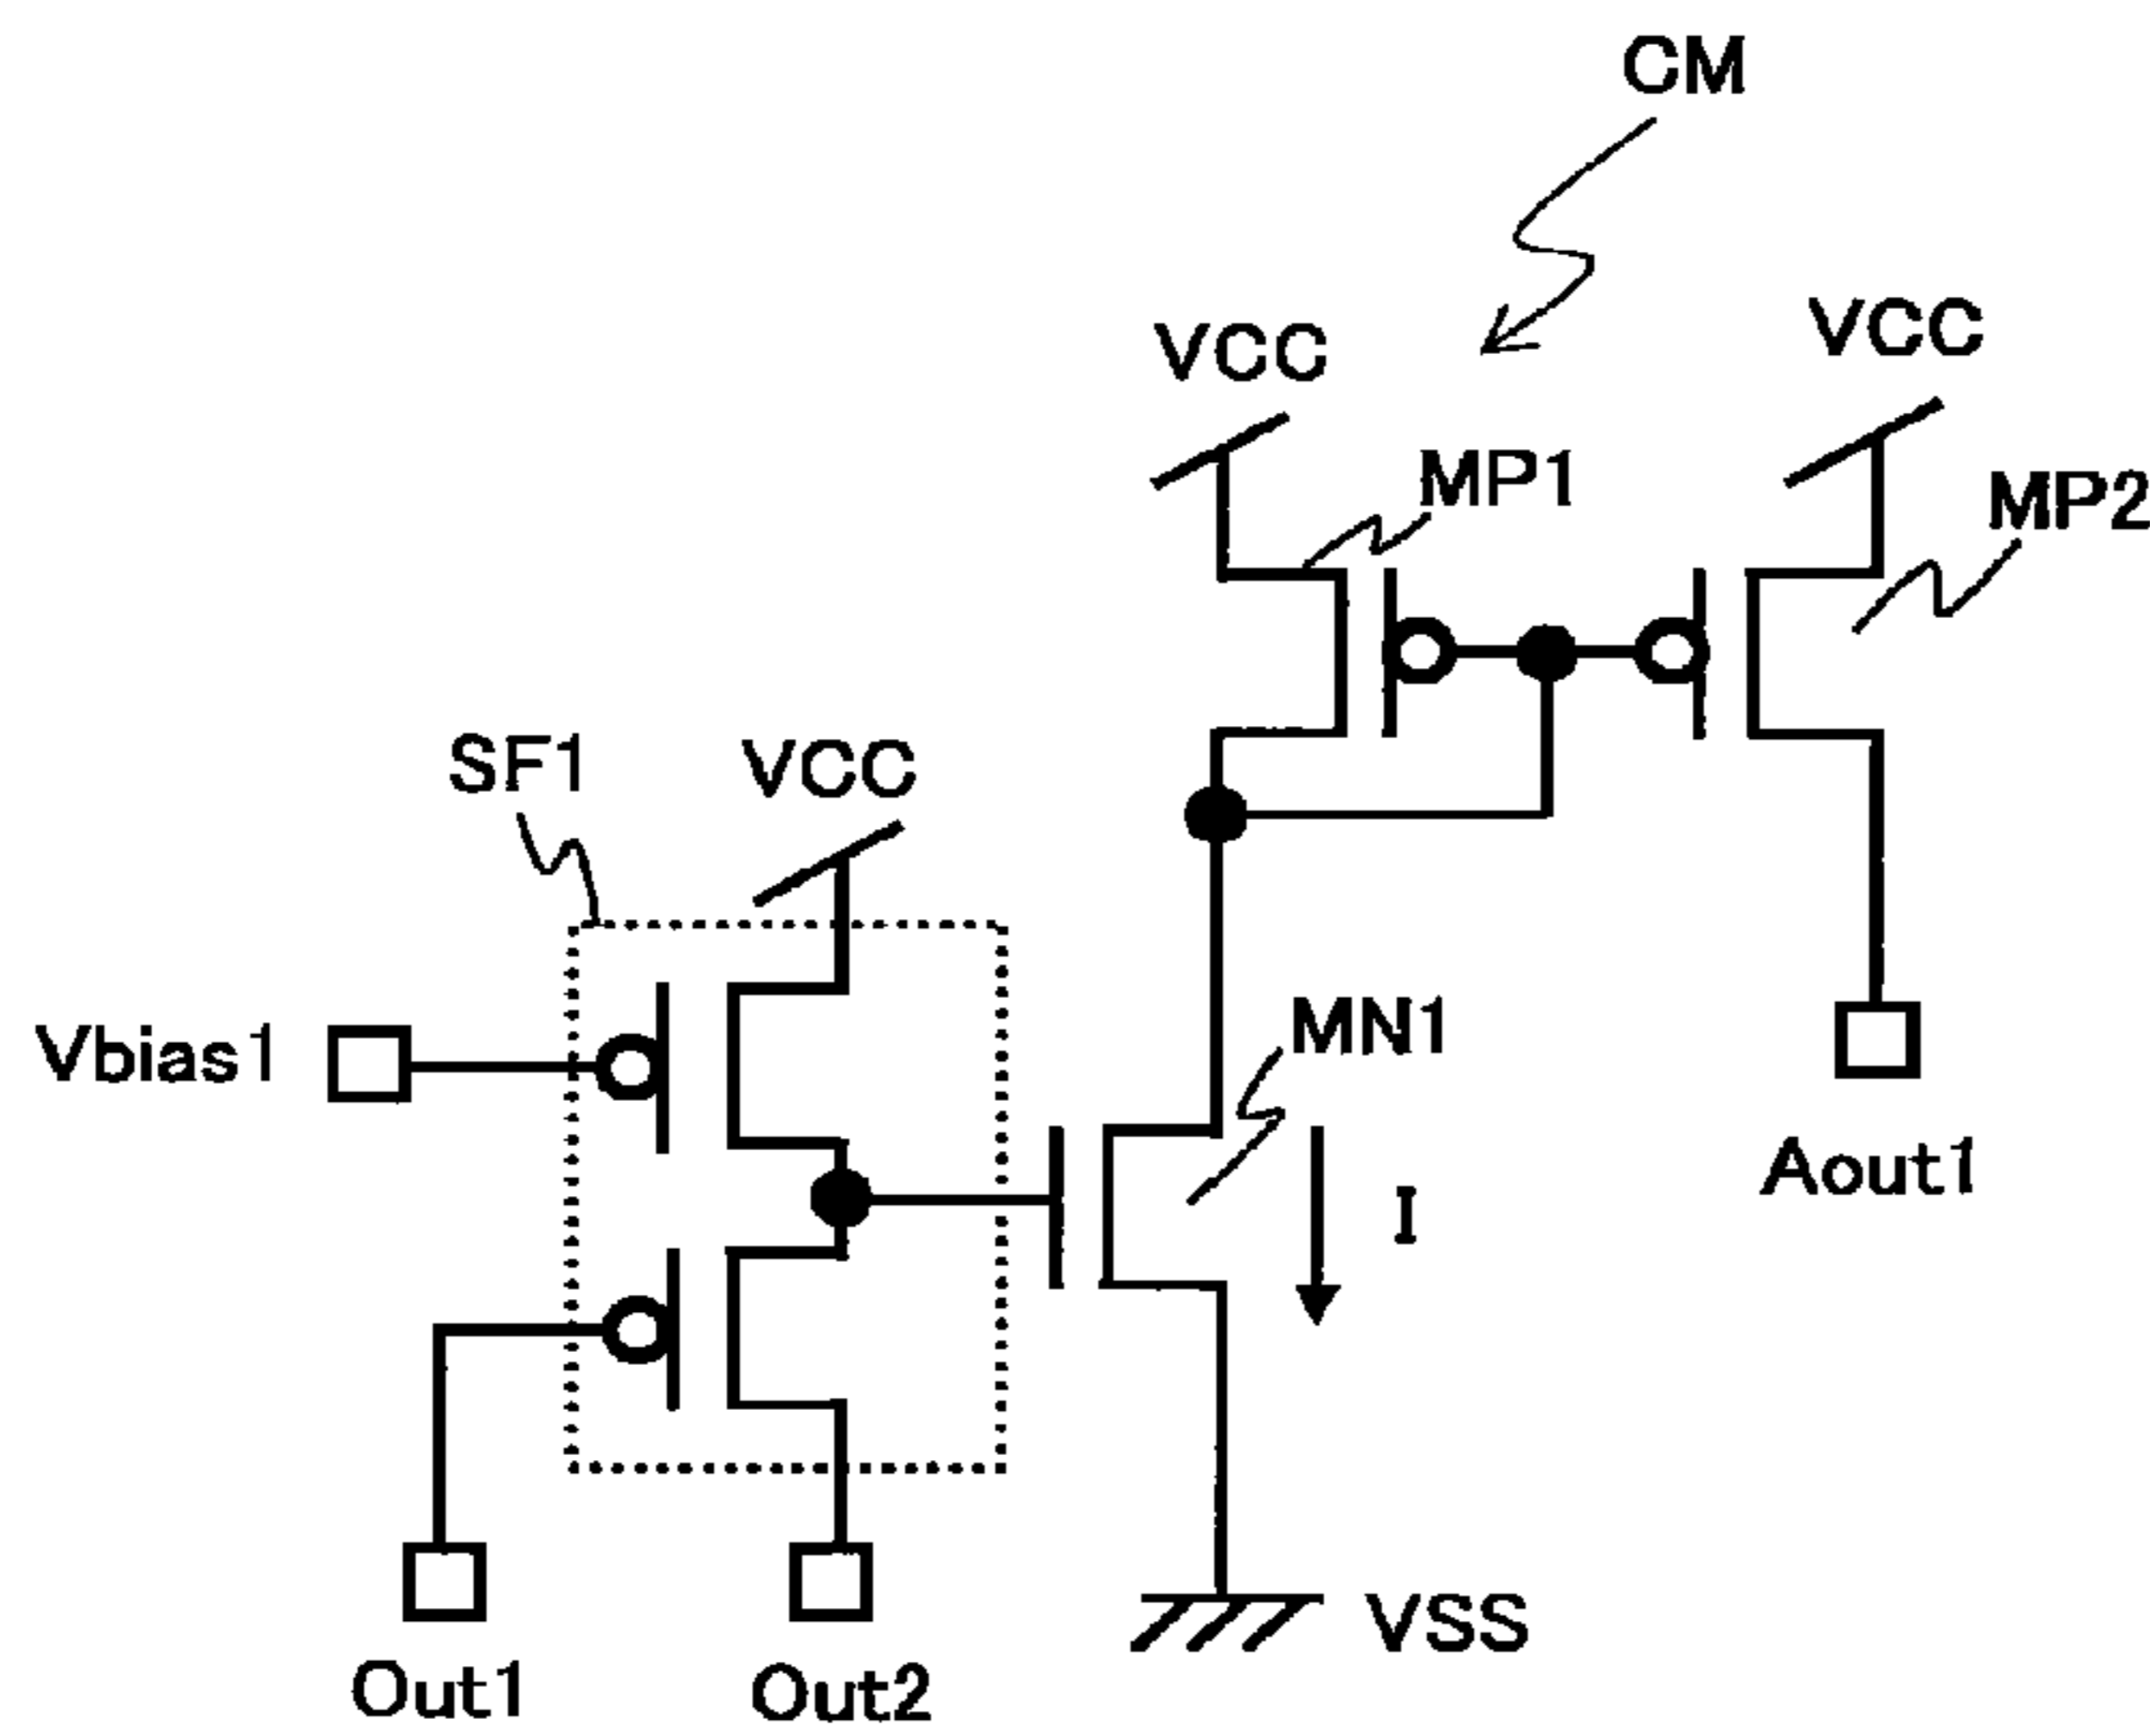 CM
VCC
VCC
MP1
MP2
SF1
VCC
Vbias1
MN1
I
Aout1
VSS
Out1
Out2